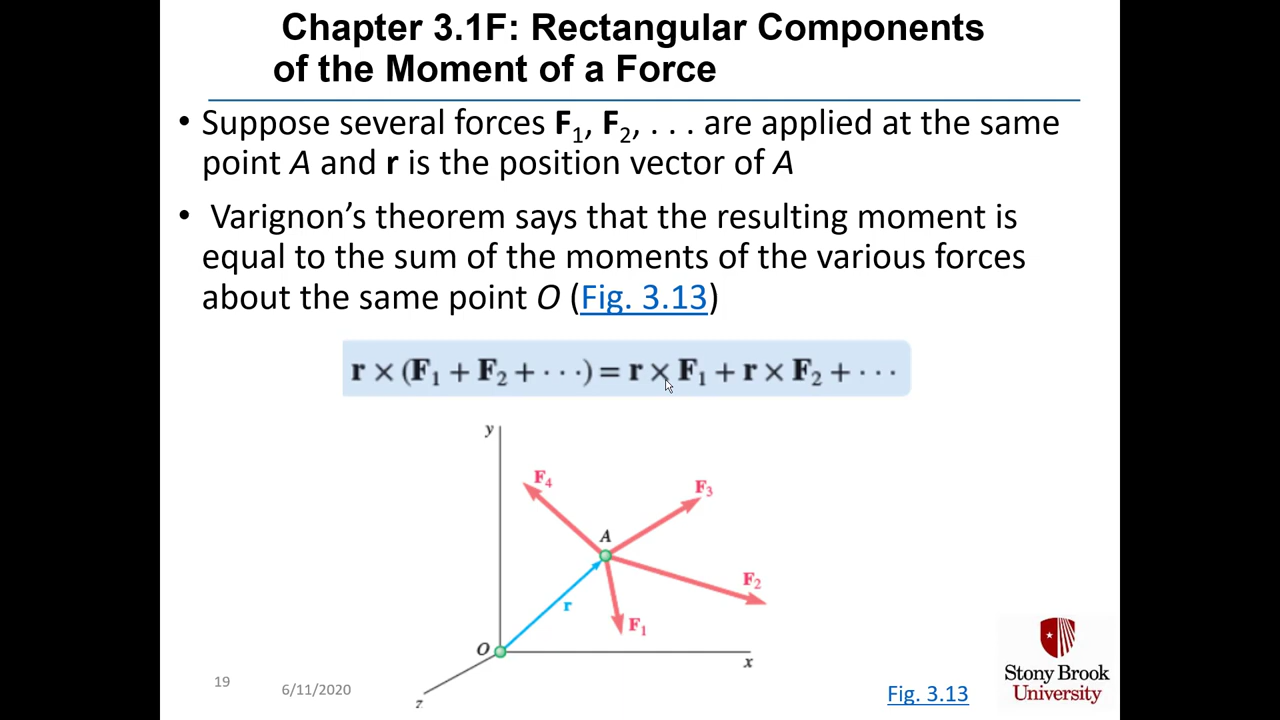 Chapter 3.1F: Rectangular Components
of the Moment of a Force
• Suppose several forces F₁, F₂, . . . are applied at the same
point A and r is the position vector of A
• Varignon’s theorem says that the resulting moment is
equal to the sum of the moments of the various forces
about the same point O (Fig. 3.13)
r × (F₁ + F₂ + · · ·) = r × F₁ + r × F₂ + · · ·
y
F₄
F₃
A
F₂
r
F₁
O
x
z
19
6/11/2020
Fig. 3.13
Stony Brook
University